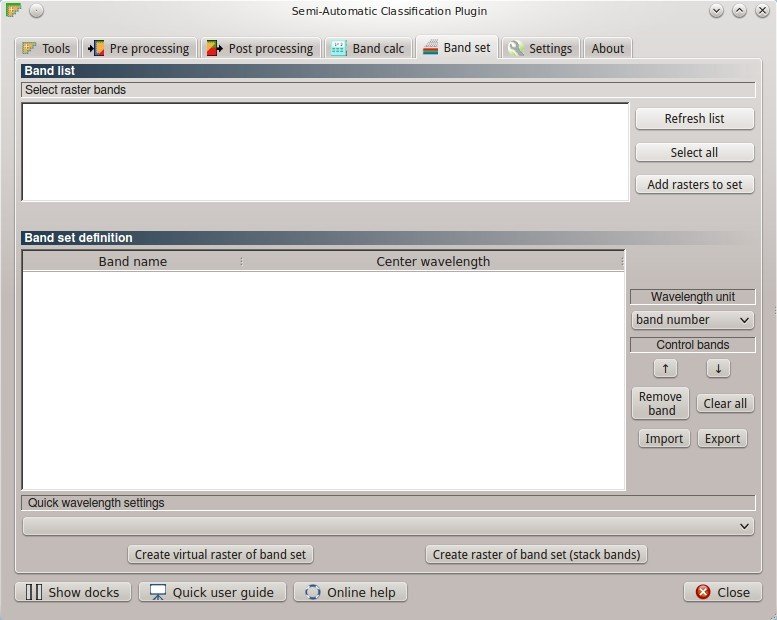 Semi-Automatic Classification Plugin
Tools
Pre processing
Post processing
Band calc
Band set
Settings
About
Band list
Select raster bands
Refresh list
Select all
Add rasters to set
Band set definition
Band name
Center wavelength
Wavelength unit
band number
Control bands
↑
↓
Remove
band
Clear all
Import
Export
Quick wavelength settings
Create virtual raster of band set
Create raster of band set (stack bands)
Show docks
Quick user guide
Online help
Close